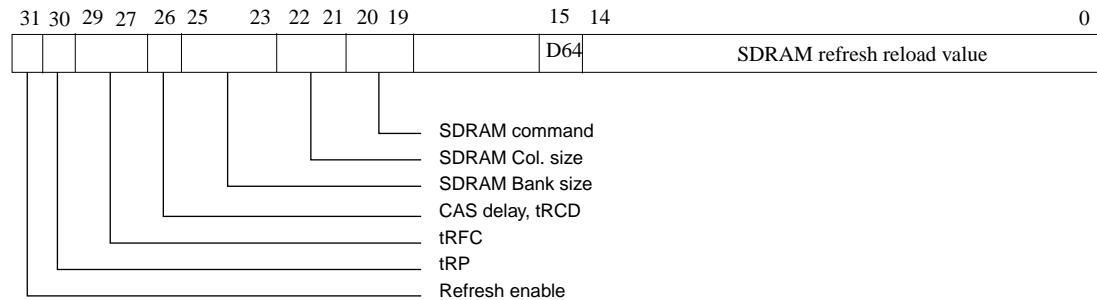 31 30 29 27 26 25 23 22 21 20 19 15 14 0
D64 SDRAM refresh reload value
SDRAM command
SDRAM Col. size
SDRAM Bank size
CAS delay, tRCD
tRFC
tRP
Refresh enable